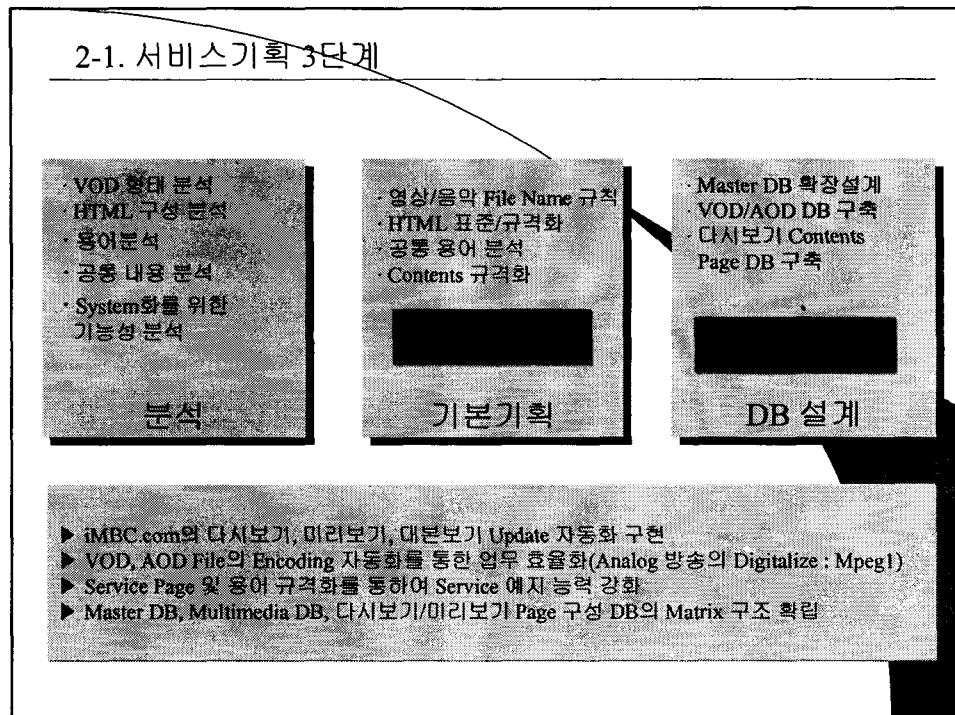 2-1. 서비스기획 3단계
· VOD 형태 분석
· HTML 구성 분석
· 용어분석
· 공통 내용 분석
· System화를 위한
기능성 분석
분석
· 영상/음악 File Name 규칙
· HTML 표준/규격화
· 공통 용어 분석
· Contents 규격화
기본기획
· Master DB 확장설계
· VOD/AOD DB 구축
· 다시보기 Contents
Page DB 구축
DB 설계
▶ iMBC.com의 다시보기, 미리보기, 대본보기 Update 자동화 구현
▶ VOD, AOD File의 Encoding 자동화를 통한 업무 효율화(Analog 방송의 Digitalize : Mpeg1)
▶ Service Page 및 용어 규격화를 통하여 Service 예지 능력 강화
▶ Master DB, Multimedia DB, 다시보기/미리보기 Page 구성 DB의 Matrix 구조 확립